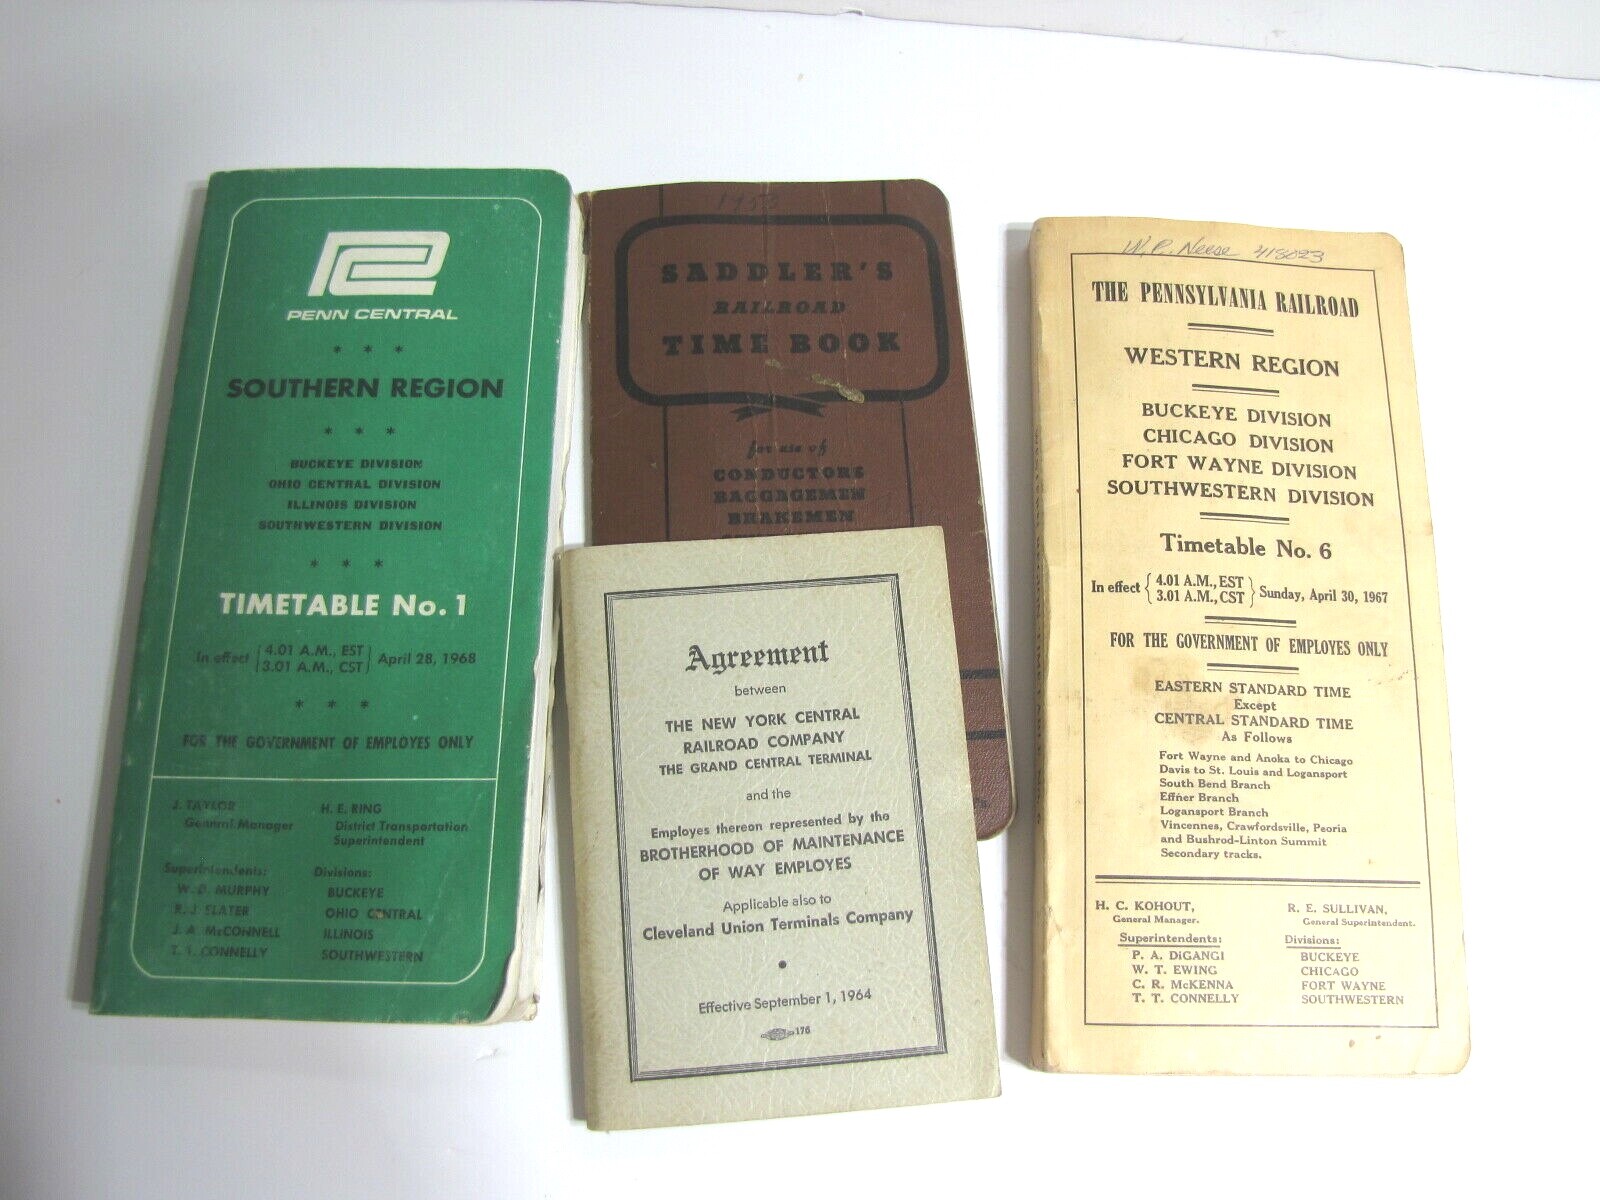 PENN CENTRAL
* * *
SOUTHERN REGION
* * *
BUCKEYE DIVISION
OHIO CENTRAL DIVISION
ILLINOIS DIVISION
SOUTHWESTERN DIVISION
* * *
TIMETABLE No. 1
In effect { 4.01 A.M., EST
3.01 A.M., CST } April 28, 1968
* * *
FOR THE GOVERNMENT OF EMPLOYES ONLY
J. TAYLOR
General Manager
H. E. RING
District Transportation
Superintendent
Superintendents: Divisions:
W. D. MURPHY BUCKEYE
R. J. SLATER OHIO CENTRAL
J. A. McCONNELL ILLINOIS
T. T. CONNELLY SOUTHWESTERN
1953
SADDLER'S
RAILROAD
TIME BOOK
for use of
CONDUCTORS
BAGGAGEMEN
BRAKEMEN
Agreement
between
THE NEW YORK CENTRAL
RAILROAD COMPANY
THE GRAND CENTRAL TERMINAL
and the
Employes thereon represented by the
BROTHERHOOD OF MAINTENANCE
OF WAY EMPLOYES
Applicable also to
Cleveland Union Terminals Company
•
Effective September 1, 1964
176
W. P. Neese 418023
THE PENNSYLVANIA RAILROAD
WESTERN REGION
BUCKEYE DIVISION
CHICAGO DIVISION
FORT WAYNE DIVISION
SOUTHWESTERN DIVISION
Timetable No. 6
In effect { 4.01 A.M., EST
3.01 A.M., CST } Sunday, April 30, 1967
FOR THE GOVERNMENT OF EMPLOYES ONLY
EASTERN STANDARD TIME
Except
CENTRAL STANDARD TIME
As Follows
Fort Wayne and Anoka to Chicago
Davis to St. Louis and Logansport
South Bend Branch
Effner Branch
Logansport Branch
Vincennes, Crawfordsville, Peoria
and Bushrod-Linton Summit
Secondary tracks.
H. C. KOHOUT,
General Manager.
R. E. SULLIVAN,
General Superintendent.
Superintendents: Divisions:
P. A. DiGANGI BUCKEYE
W. T. EWING CHICAGO
C. R. McKENNA FORT WAYNE
T. T. CONNELLY SOUTHWESTERN